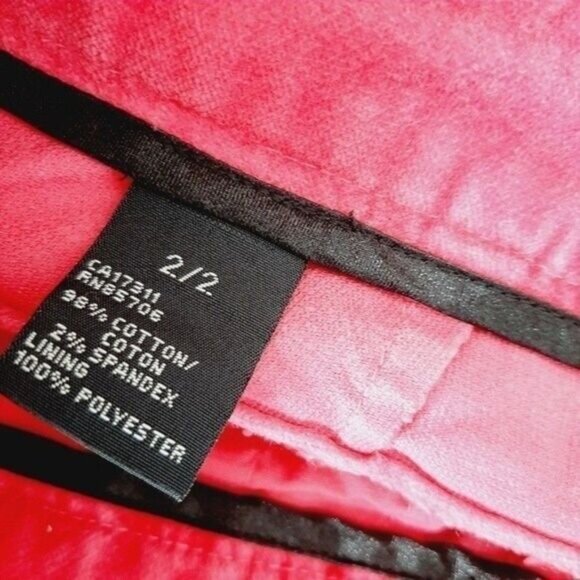 2/2
CA17311
RN85706
98% COTTON/
COTON
2% SPANDEX
LINING
100% POLYESTER